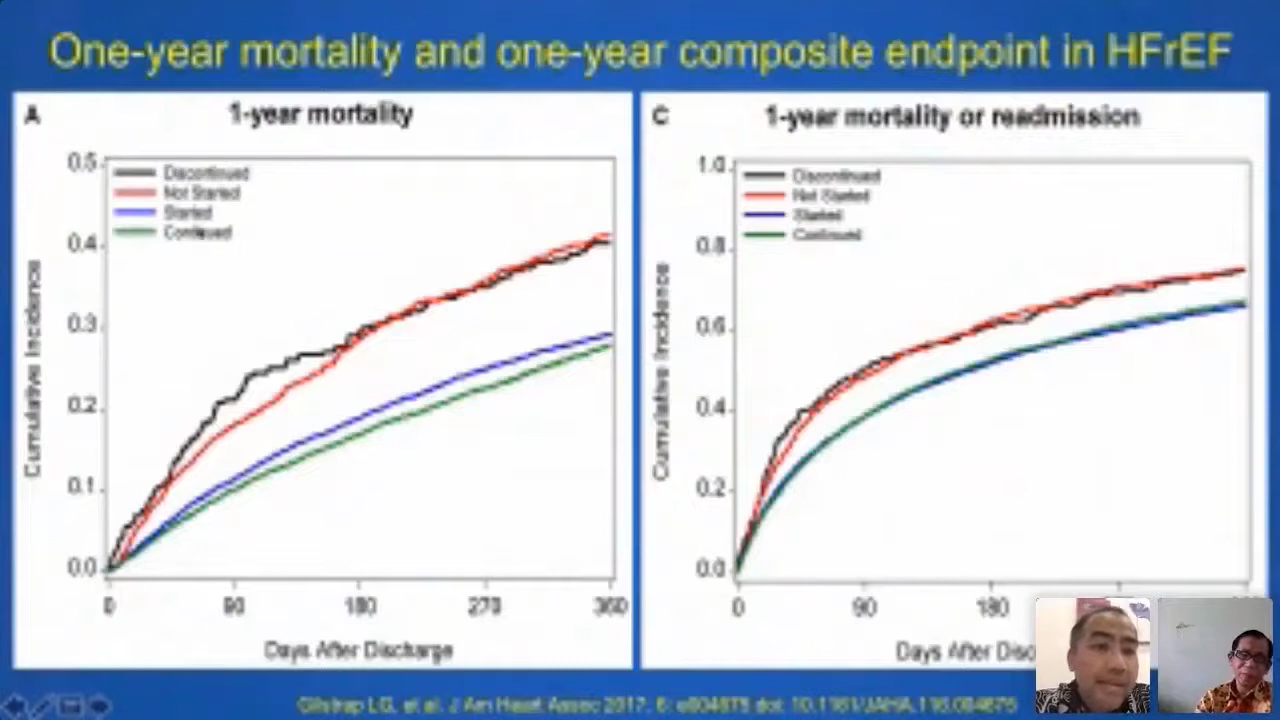 One-year mortality and one-year composite endpoint in HFrEF
A
1-year mortality
0.5
0.4
0.3
0.2
0.1
0.0
Discontinued
Not Started
Started
Continued
Cumulative Incidence
0 90 180 270 360
Days After Discharge
C
1-year mortality or readmission
1.0
0.8
0.6
0.4
0.2
0.0
Discontinued
Not Started
Started
Continued
Cumulative Incidence
0 90 180
Days After Disc
Gilstrap LG, et al. J Am Heart Assoc 2017; 6: e004675 doi: 10.1161/JAHA.116.004675